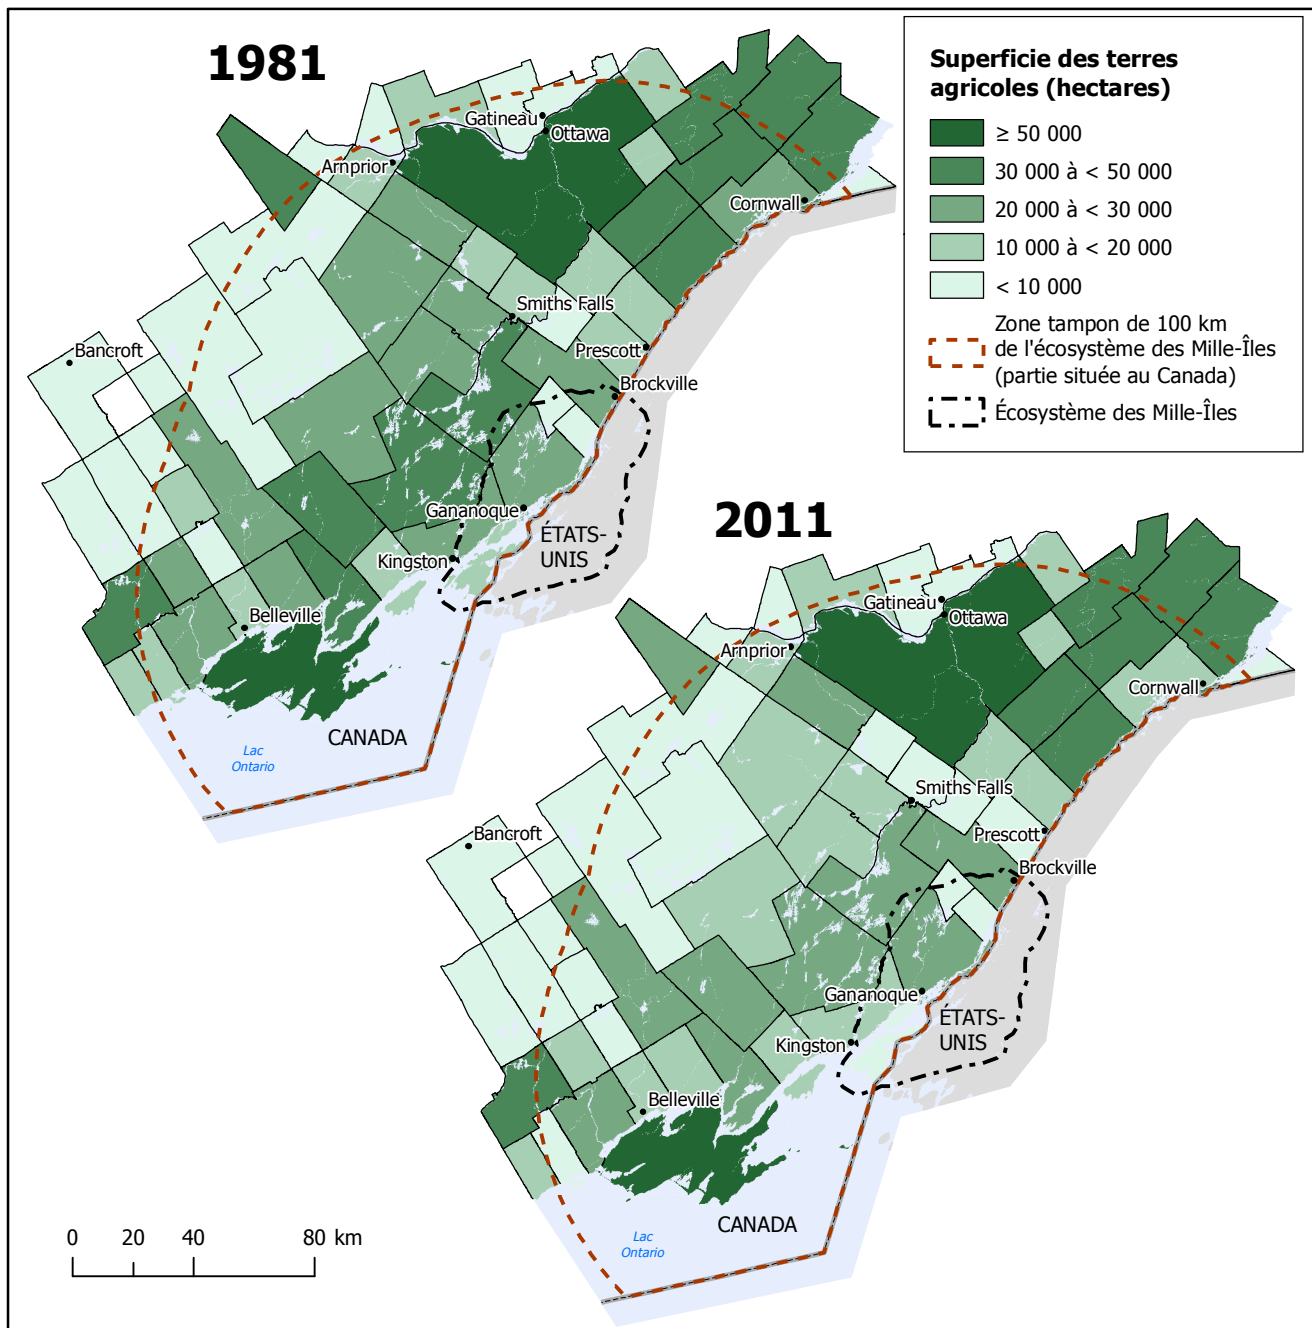 1981
Gatineau
Ottawa
Arnprior
Cornwall
Smiths Falls
Prescott
Bancroft
Brockville
Gananoque
ÉTATS-
UNIS
Kingston
Belleville
CANADA
Lac
Ontario
Superficie des terres
agricoles (hectares)
≥ 50 000
30 000 à < 50 000
20 000 à < 30 000
10 000 à < 20 000
< 10 000
Zone tampon de 100 km
de l'écosystème des Mille-Îles
(partie située au Canada)
Écosystème des Mille-Îles
2011
Gatineau
Ottawa
Arnprior
Cornwall
Smiths Falls
Prescott
Bancroft
Brockville
Gananoque
ÉTATS-
UNIS
Kingston
Belleville
CANADA
Lac
Ontario
0 20 40 80 km